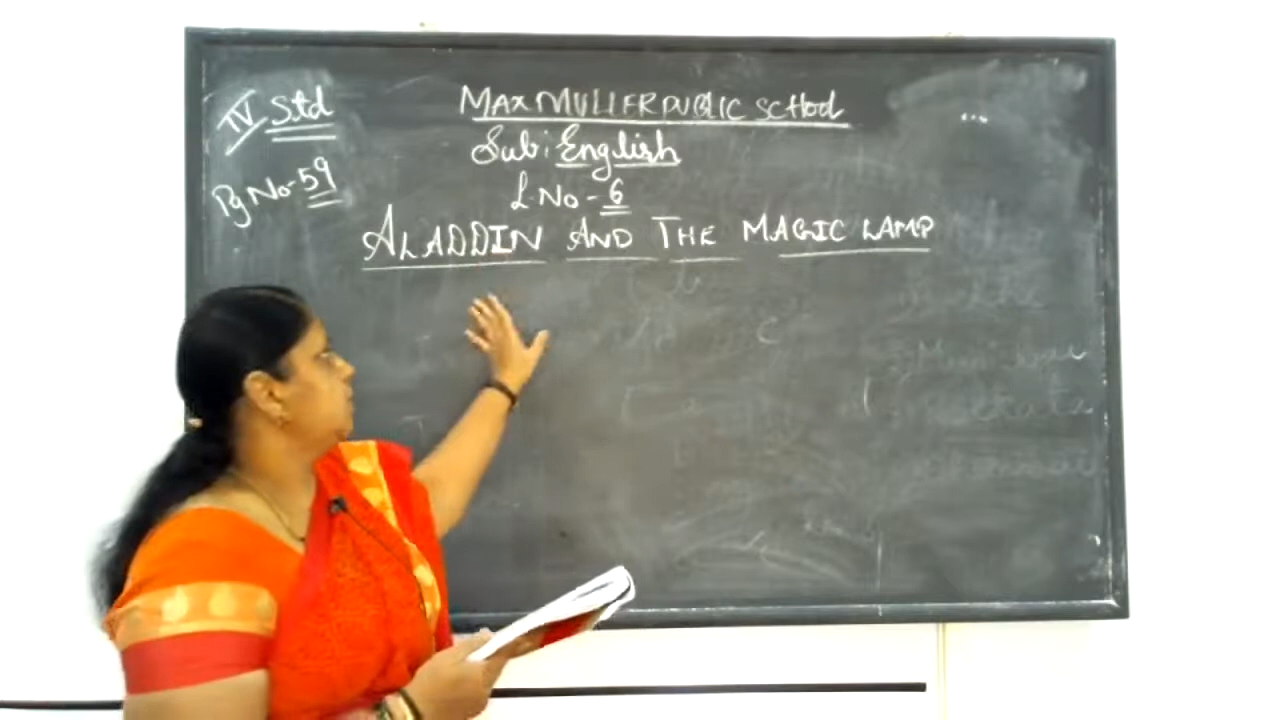 IV Std
MAX MULLER PUBLIC SCHOOL
...
Sub: English
Pg No-59
L.No-6
ALADDIN AND THE MAGIC LAMP